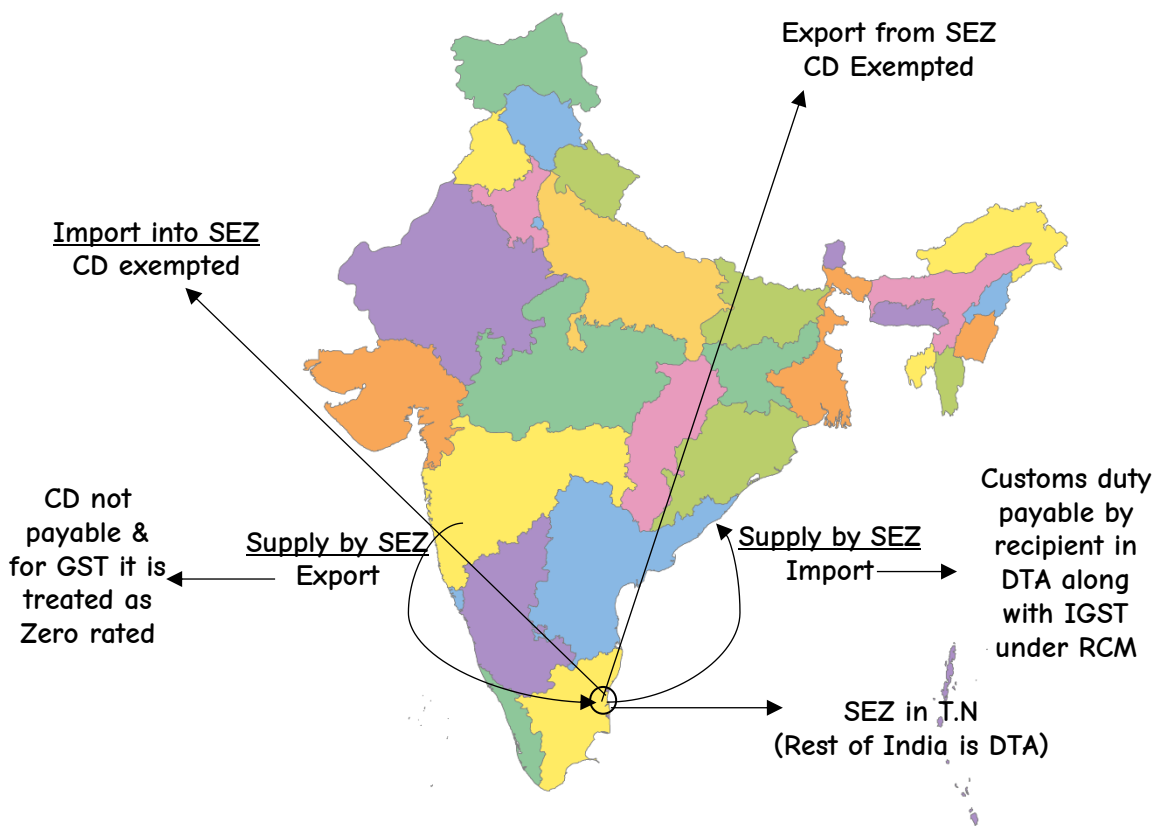 Export from SEZ
CD Exempted
Import into SEZ
CD exempted
CD not
payable &
for GST it is
treated as
Zero rated
Supply by SEZ
Export
Supply by SEZ
Import
Customs duty
payable by
recipient in
DTA along
with IGST
under RCM
SEZ in T.N
(Rest of India is DTA)